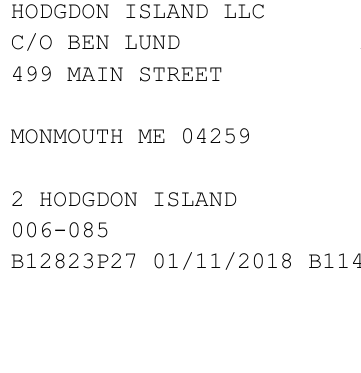 HODGDON ISLAND LLC
C/O BEN LUND
499 MAIN STREET
MONMOUTH ME 04259
2 HODGDON ISLAND
006-085
B12823P27 01/11/2018 B114